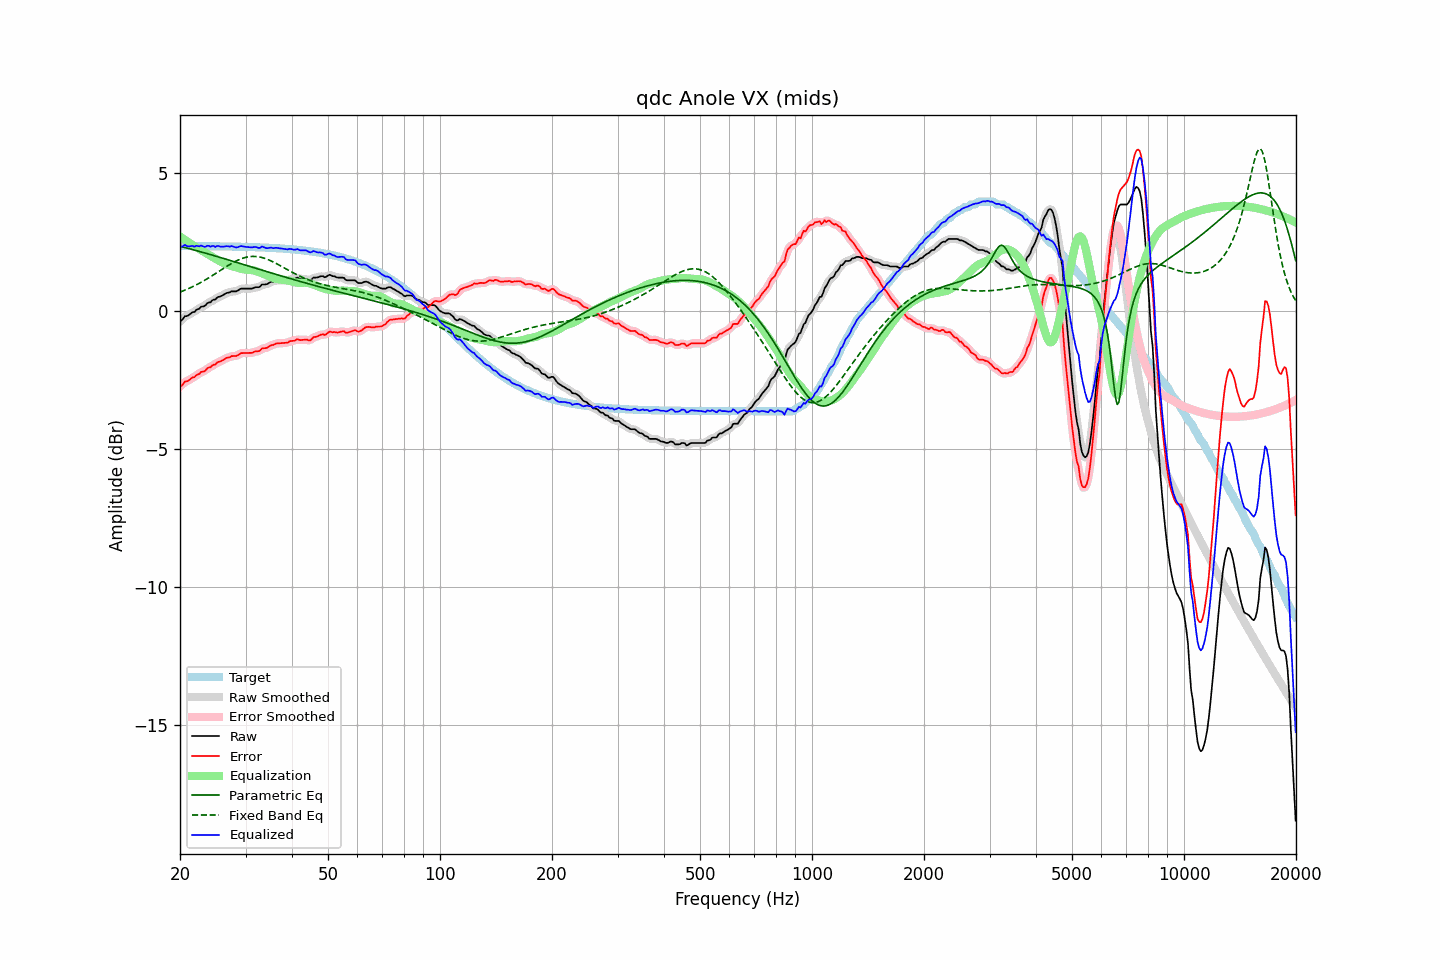 qdc Anole VX (mids)
Amplitude (dBr)
5
0
−5
−10
−15
Target
Raw Smoothed
Error Smoothed
Raw
Error
Equalization
Parametric Eq
Fixed Band Eq
Equalized
20 50 100 200 500 1000 2000 5000 10000 20000
Frequency (Hz)